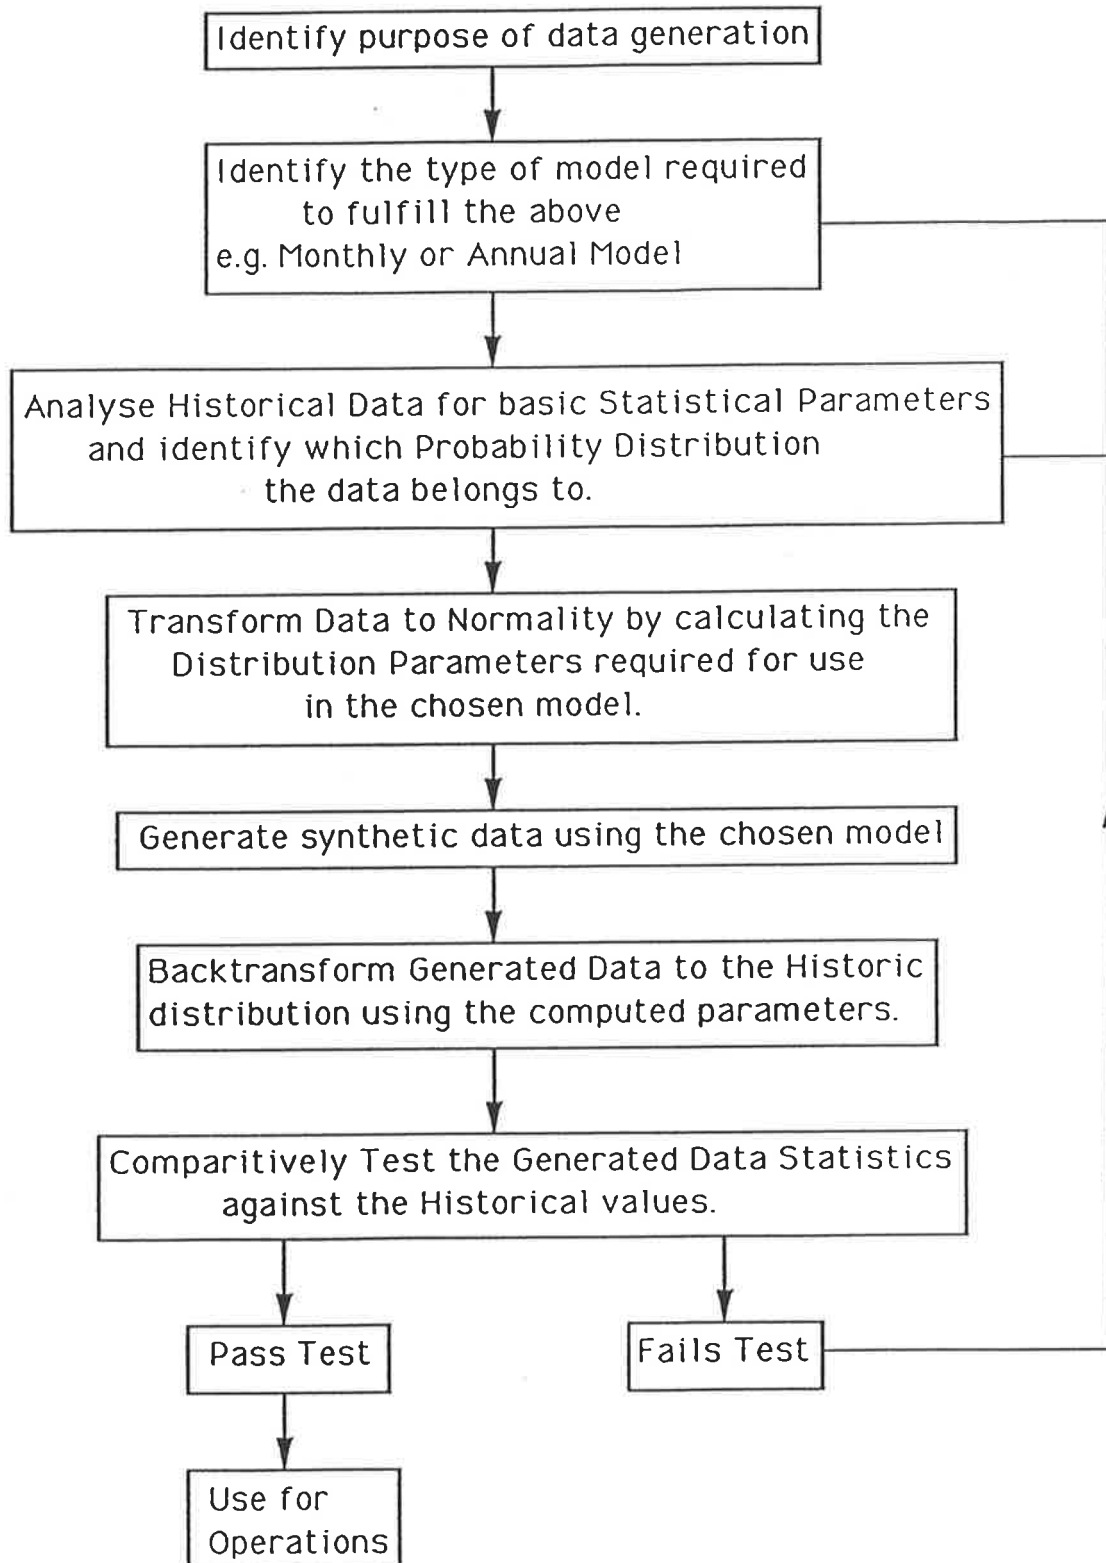 Identify purpose of data generation
Identify the type of model required
to fulfill the above
e.g. Monthly or Annual Model
Analyse Historical Data for basic Statistical Parameters
and identify which Probability Distribution
the data belongs to.
Transform Data to Normality by calculating the
Distribution Parameters required for use
in the chosen model.
Generate synthetic data using the chosen model
Backtransform Generated Data to the Historic
distribution using the computed parameters.
Comparitively Test the Generated Data Statistics
against the Historical values.
Pass Test
Fails Test
Use for
Operations